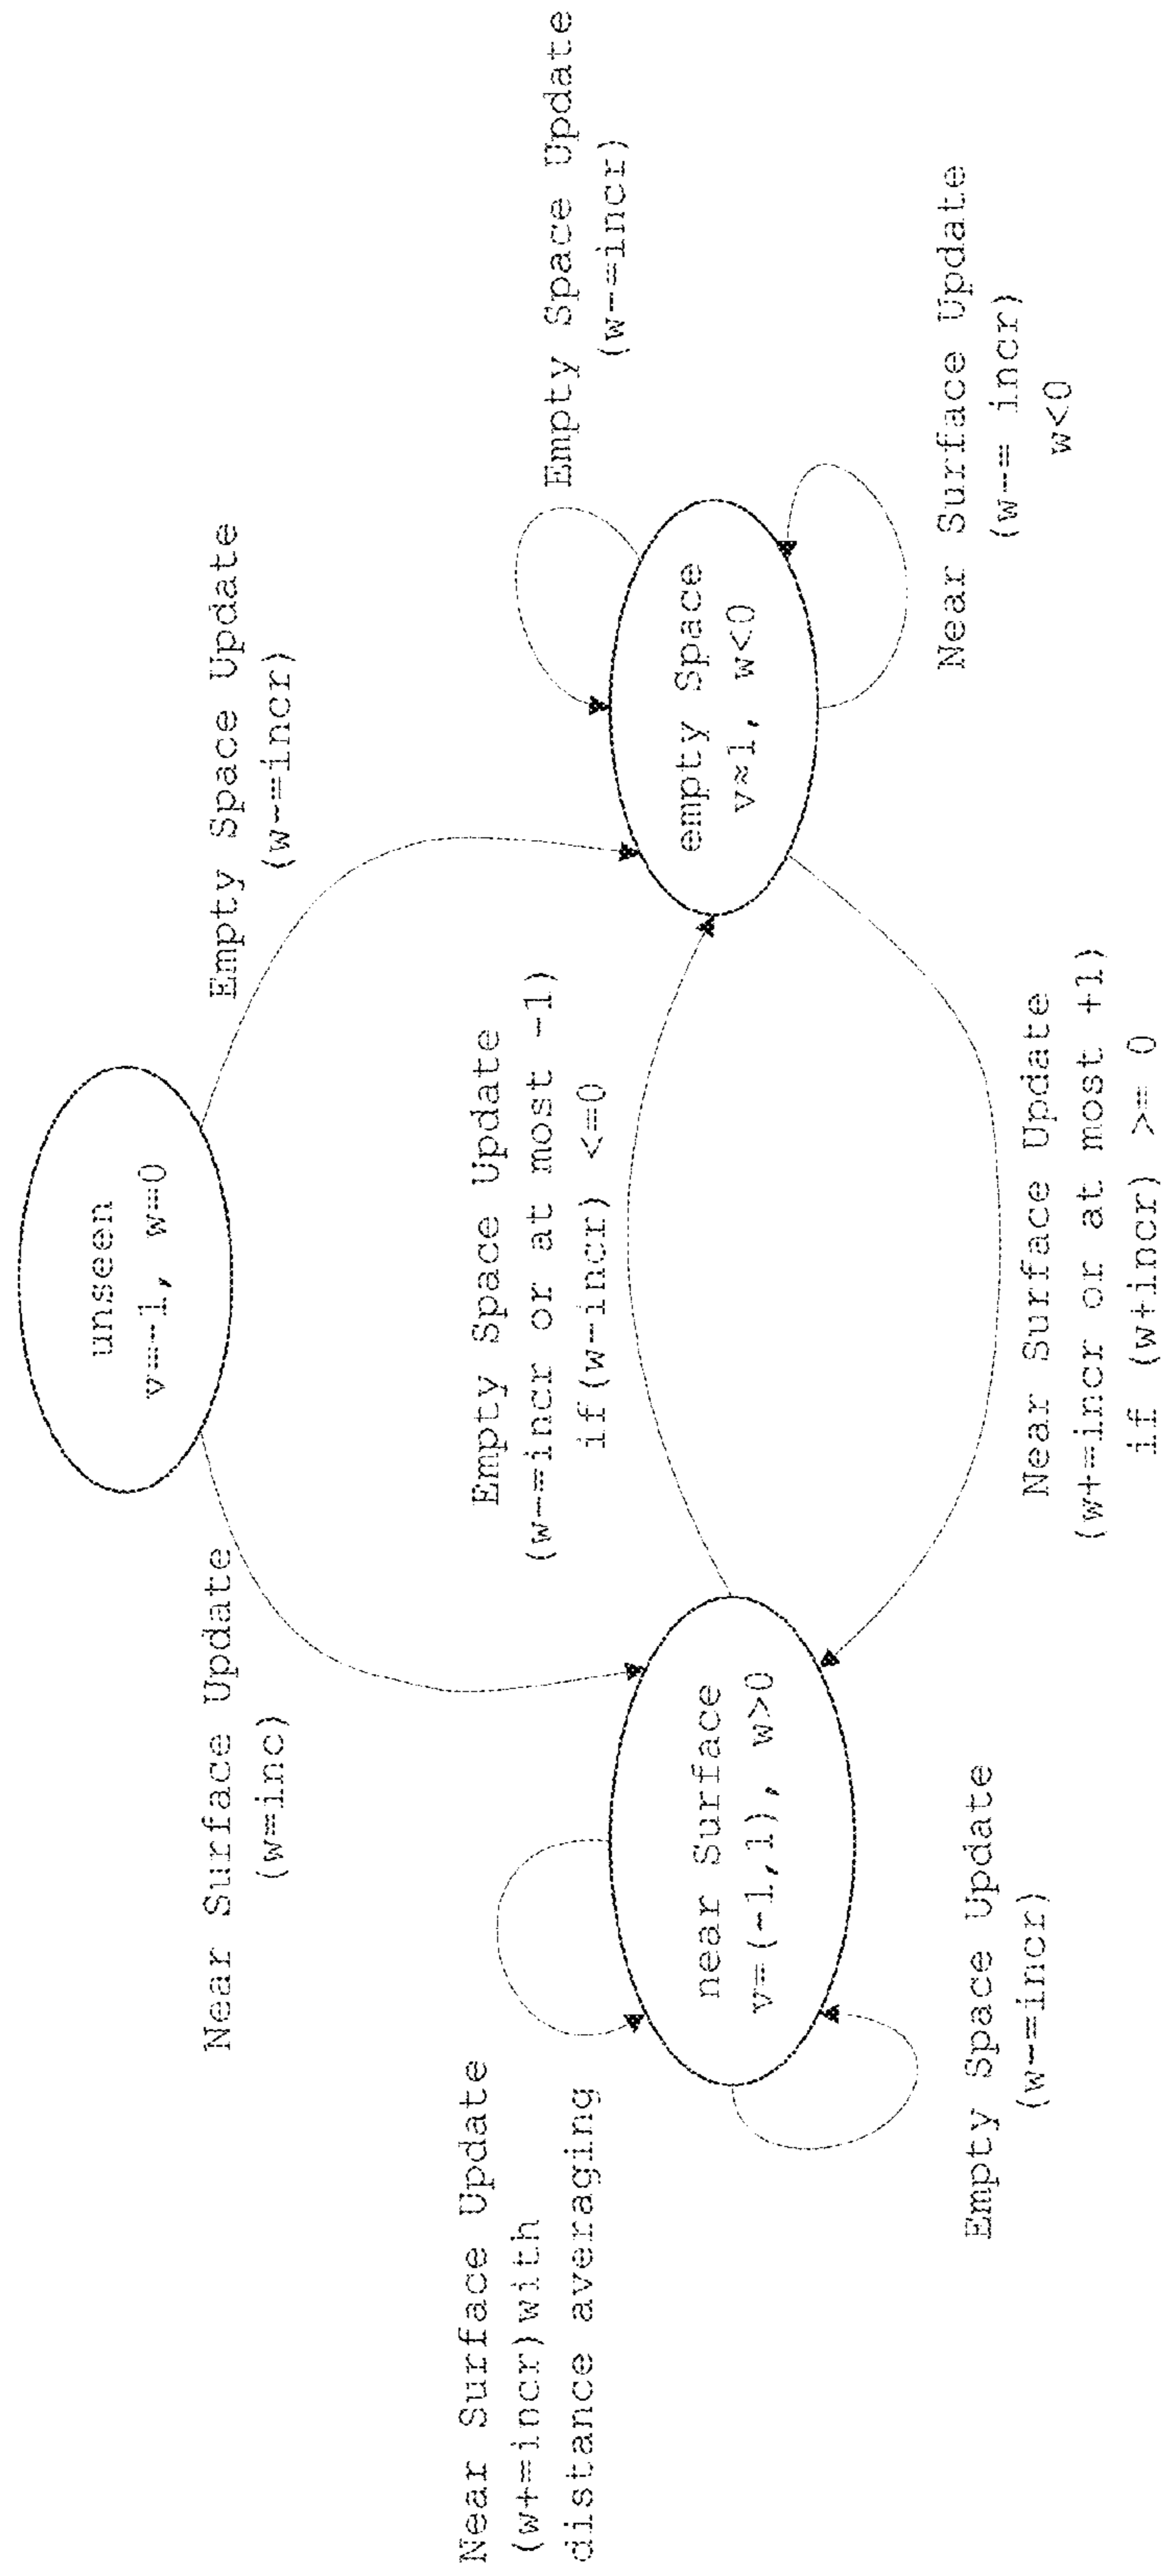 unseen
v=-1, w=0
Near Surface Update
(w=inc)
Empty Space Update
(w-=incr)
Near Surface Update
(w+=incr)with
distance averaging
Empty Space Update
(w-=incr or at most -1)
if(w-incr) <=0
Empty Space Update
(w-=incr)
near Surface
v=(-1,1), w>0
empty Space
v≈1, w<0
Empty Space Update
(w-=incr)
Near Surface Update
(w+=incr or at most +1)
if (w+incr) >= 0
Near Surface Update
(w-= incr)
w<0